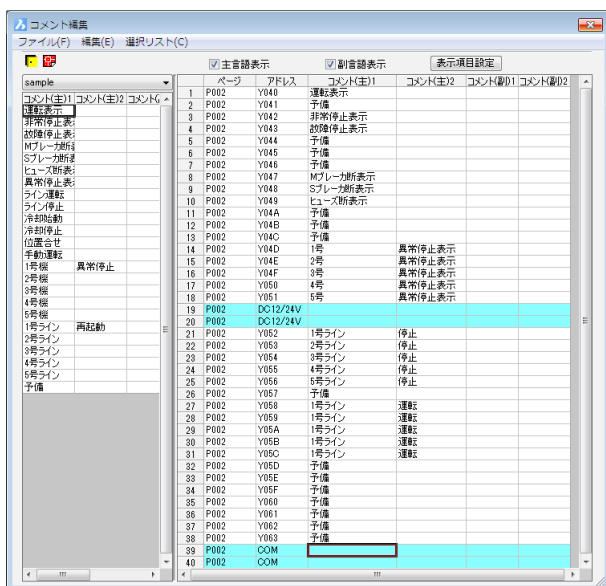 コメント編集
ファイル(F) 編集(E) 選択リスト(C)
主言語表示 副言語表示 表示項目設定
sample
コメント(主)1 コメント(主)2 コメント(
運転表示
非常停止表
故障停止表
Mブレーカ断
Sブレーカ断
ヒューズ断表
異常停止表
ライン運転
ライン停止
冷却始動
冷却停止
位置合せ
手動運転
1号機 異常停止
2号機
3号機
4号機
5号機
1号ライン 再起動
2号ライン
3号ライン
4号ライン
5号ライン
予備
ページ アドレス コメント(主)1 コメント(主)2 コメント(副)1 コメント(副)2
1 P002 Y040 運転表示
2 P002 Y041 予備
3 P002 Y042 非常停止表示
4 P002 Y043 故障停止表示
5 P002 Y044 予備
6 P002 Y045 予備
7 P002 Y046 予備
8 P002 Y047 Mブレーカ断表示
9 P002 Y048 Sブレーカ断表示
10 P002 Y049 ヒューズ断表示
11 P002 Y04A 予備
12 P002 Y04B 予備
13 P002 Y04C 予備
14 P002 Y04D 1号 異常停止表示
15 P002 Y04E 2号 異常停止表示
16 P002 Y04F 3号 異常停止表示
17 P002 Y050 4号 異常停止表示
18 P002 Y051 5号 異常停止表示
19 P002 DC12/24V
20 P002 DC12/24V
21 P002 Y052 1号ライン 停止
22 P002 Y053 2号ライン 停止
23 P002 Y054 3号ライン 停止
24 P002 Y055 4号ライン 停止
25 P002 Y056 5号ライン 停止
26 P002 Y057 予備
27 P002 Y058 1号ライン 運転
28 P002 Y059 1号ライン 運転
29 P002 Y05A 1号ライン 運転
30 P002 Y05B 1号ライン 運転
31 P002 Y05C 1号ライン 運転
32 P002 Y05D 予備
33 P002 Y05E 予備
34 P002 Y05F 予備
35 P002 Y060 予備
36 P002 Y061 予備
37 P002 Y062 予備
38 P002 Y063 予備
39 P002 COM
40 P002 COM